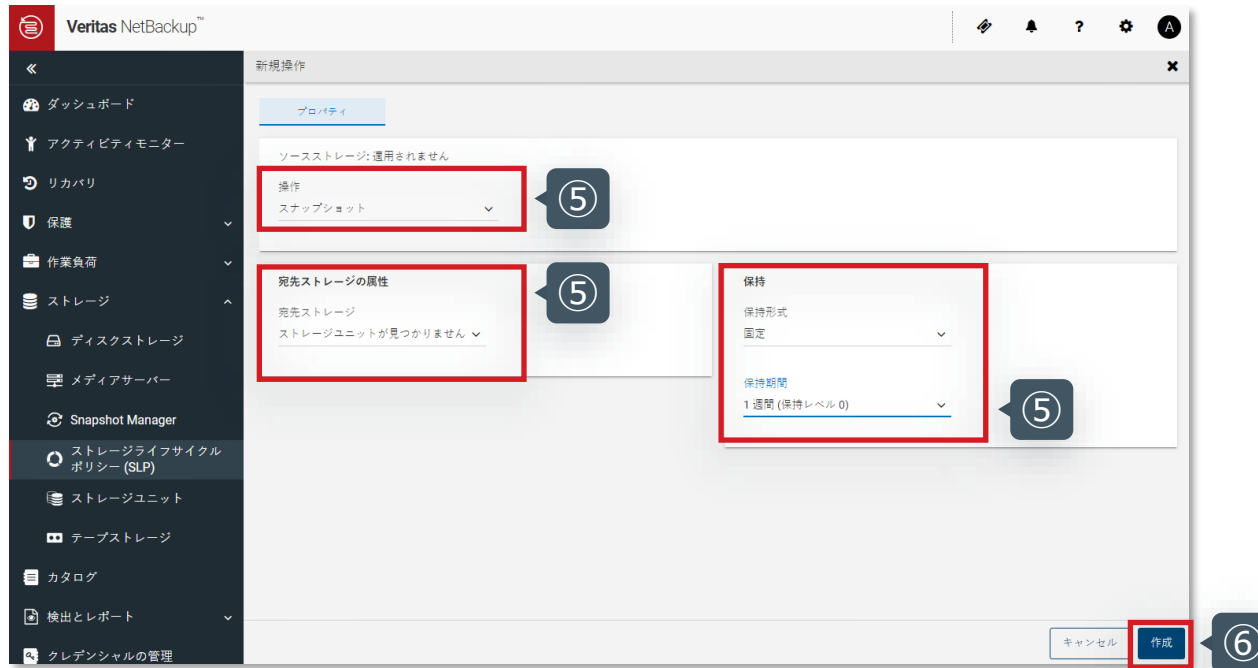 Veritas NetBackup™
?
A
«
新規操作
ダッシュボード
アクティビティモニター
リカバリ
保護
作業負荷
ストレージ
ディスクストレージ
メディアサーバー
Snapshot Manager
ストレージライフサイクル
ポリシー (SLP)
ストレージユニット
テープストレージ
カタログ
検出とレポート
クレデンシャルの管理
プロパティ
ソースストレージ: 適用されません
操作
スナップショット
⑤
宛先ストレージの属性
宛先ストレージ
ストレージユニットが見つかりません
⑤
保持
保持形式
固定
保持期間
1 週間 (保持レベル 0)
⑤
キャンセル
作成
⑥